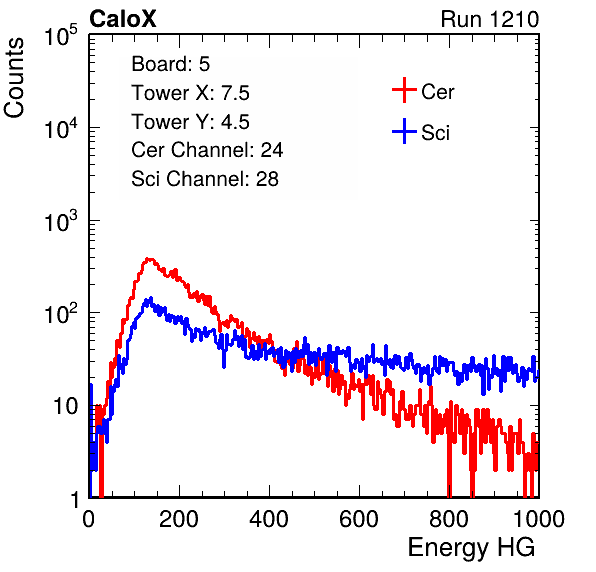 CaloX Run 1210
Counts
10^5
10^4
10^3
10^2
10
1
Board: 5
Tower X: 7.5
Tower Y: 4.5
Cer Channel: 24
Sci Channel: 28
Cer
Sci
0 200 400 600 800 1000
Energy HG